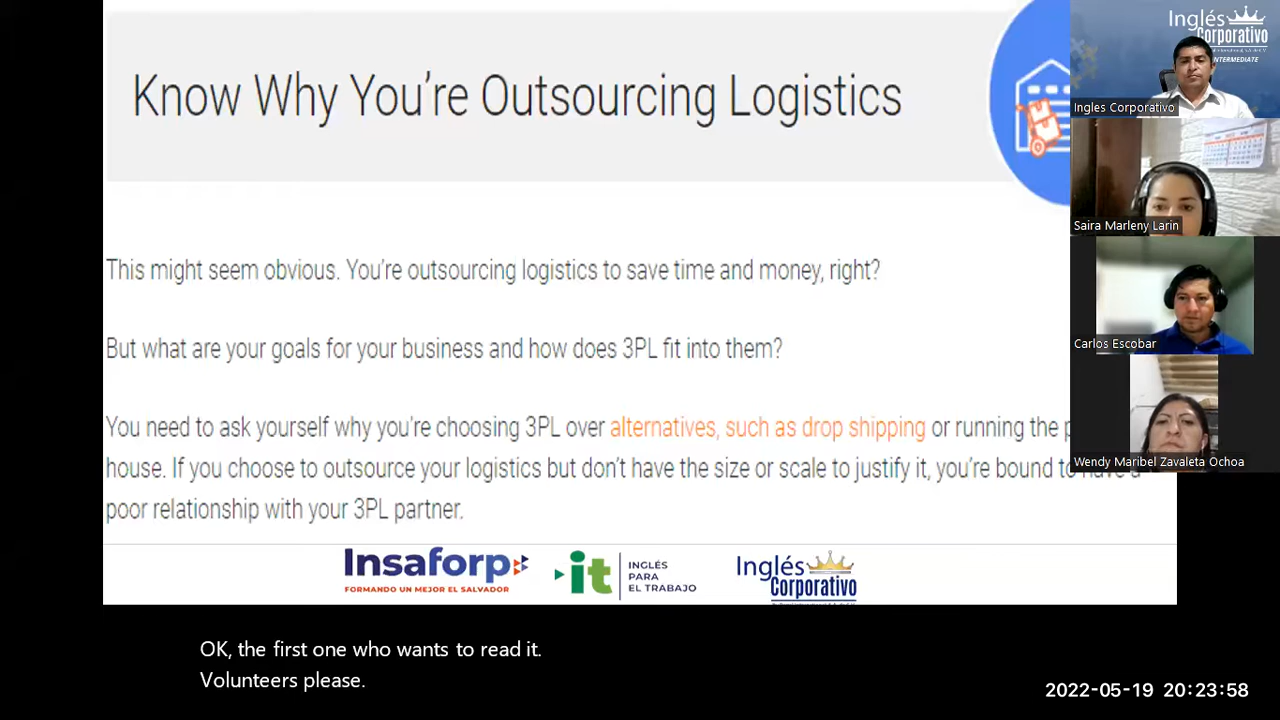 Know Why You're Outsourcing Logistics
This might seem obvious. You're outsourcing logistics to save time and money, right?
But what are your goals for your business and how does 3PL fit into them?
You need to ask yourself why you're choosing 3PL over alternatives, such as drop shipping or running the
house. If you choose to outsource your logistics but don't have the size or scale to justify it, you're bound to have a
poor relationship with your 3PL partner.
Insaforp
FORMANDO UN MEJOR EL SALVADOR
it
INGLÉS
PARA
EL TRABAJO
Inglés
Corporativo
OK, the first one who wants to read it.
Volunteers please.
2022-05-19 20:23:58
Inglés
Corporativo
INTERMEDIATE
Ingles Corporativo
Saira Marleny Larin
Carlos Escobar
Wendy Maribel Zavaleta Ochoa